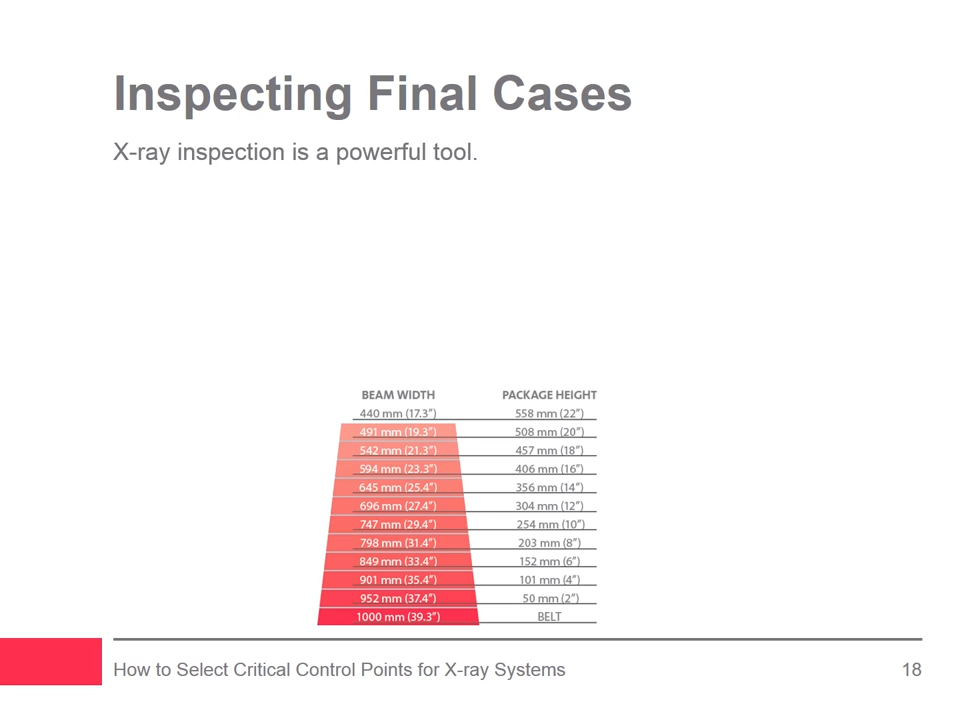 Inspecting Final Cases
X-ray inspection is a powerful tool.
BEAM WIDTH PACKAGE HEIGHT
440 mm (17.3”) 558 mm (22”)
491 mm (19.3”) 508 mm (20”)
542 mm (21.3”) 457 mm (18”)
594 mm (23.3”) 406 mm (16”)
645 mm (25.4”) 356 mm (14”)
696 mm (27.4”) 304 mm (12”)
747 mm (29.4”) 254 mm (10”)
798 mm (31.4”) 203 mm (8”)
849 mm (33.4”) 152 mm (6”)
901 mm (35.4”) 101 mm (4”)
952 mm (37.4”) 50 mm (2”)
1000 mm (39.3”) BELT
How to Select Critical Control Points for X-ray Systems 18